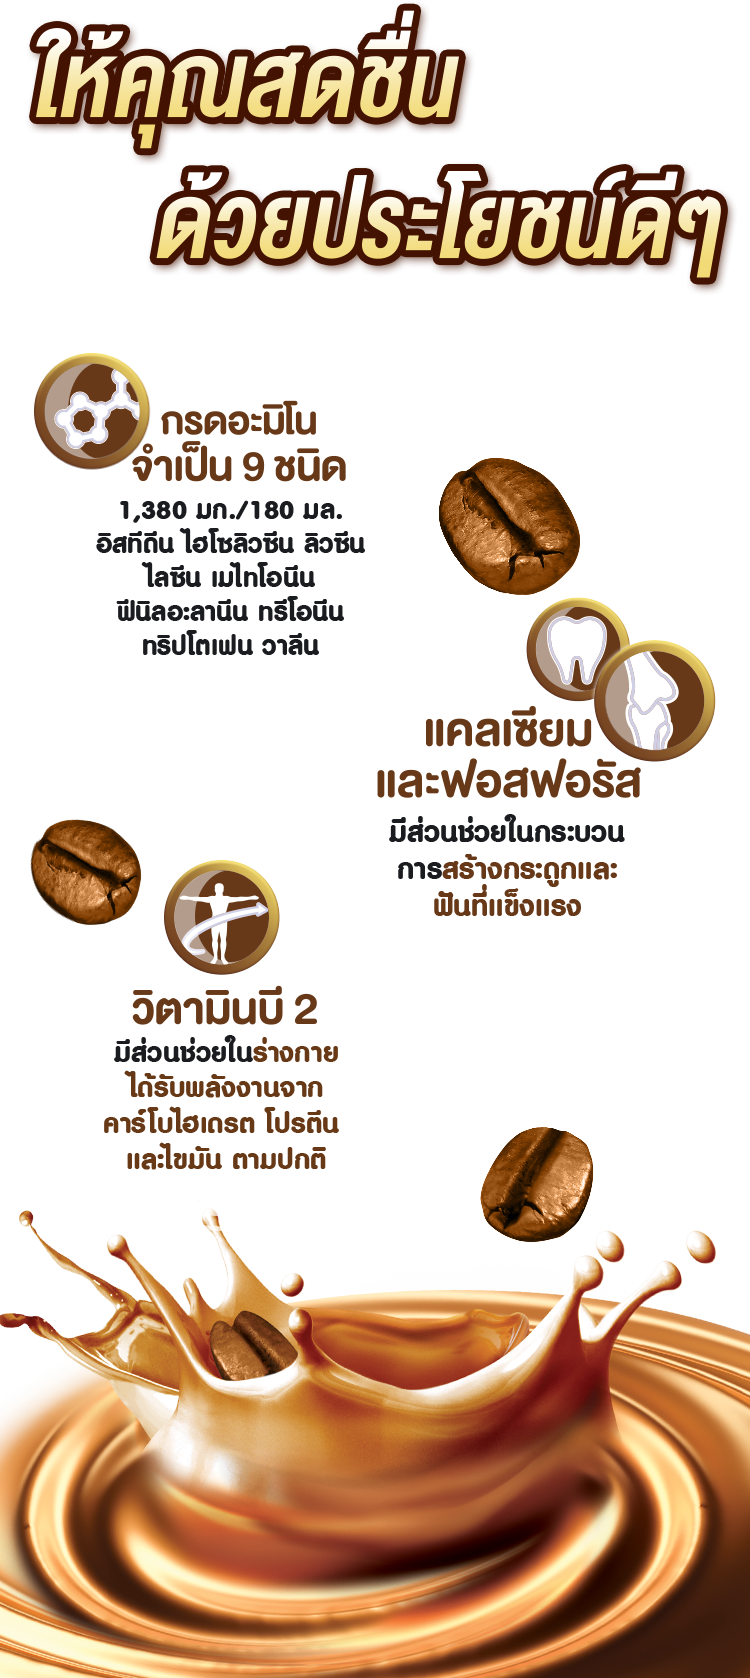 ให้คุณสดชื่น
ด้วยประโยชน์ดีๆ
กรดอะมิโน
จำเป็น 9 ชนิด
1,380 มก./180 มล.
ฮิสทีดีน ไอโซลิวซีน ลิวซีน
ไลซีน เมไทโอนีน
ฟีนิลอะลานีน ทรีโอนีน
ทริปโตเฟน วาลีน
แคลเซียม
และฟอสฟอรัส
มีส่วนช่วยในกระบวน
การสร้างกระดูกและ
ฟันที่แข็งแรง
วิตามินบี 2
มีส่วนช่วยในร่างกาย
ได้รับพลังงานจาก
คาร์โบไฮเดรต โปรตีน
และไขมัน ตามปกติ